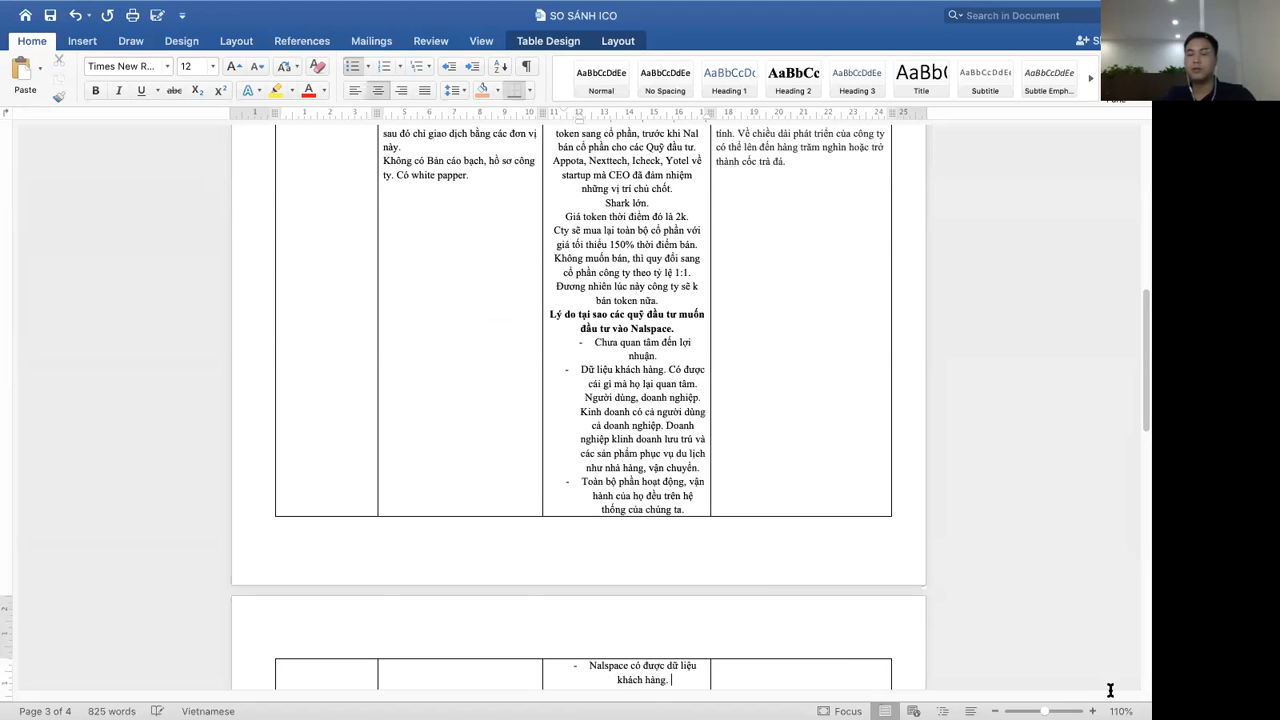 SO SÁNH ICO
Search in Document
Home
Insert
Draw
Design
Layout
References
Mailings
Review
View
Table Design
Layout
Paste
Times New R...
12
AaBbCcDdEe
Normal
AaBbCcDdEe
No Spacing
AaBbCcDc
Heading 1
AaBbCc
Heading 2
AaBbCcDdEe
Heading 3
AaBbCcDdEe
Title
AaBbCcDdEe
Subtitle
AaBbCcDdEe
Subtle Emph...
sau đó chỉ giao dịch bằng các đơn vị
này.
Không có Bản cáo bạch, hồ sơ công
ty. Có white papper.
token sang cổ phần, trước khi Nal
bán cổ phần cho các Quỹ đầu tư.
Appota, Nexttech, Icheck, Yotel về
startup mà CEO đã đảm nhiệm
những vị trí chủ chốt.
Shark lớn.
Giá token thời điểm đó là 2k.
Cty sẽ mua lại toàn bộ cổ phần với
giá tối thiểu 150% thời điểm bán.
Không muốn bán, thì quy đổi sang
cổ phần công ty theo tỷ lệ 1:1.
Đương nhiên lúc này công ty sẽ k
bán token nữa.
Lý do tại sao các quỹ đầu tư muốn
đầu tư vào Nalspace.
- Chưa quan tâm đến lợi
nhuận.
- Dữ liệu khách hàng. Có được
cái gì mà họ lại quan tâm.
Người dùng, doanh nghiệp.
Kinh doanh có cả người dùng
cả doanh nghiệp. Doanh
nghiệp klinh doanh lưu trú và
các sản phẩm phục vụ du lịch
như nhà hàng, vận chuyển.
- Toàn bộ phần hoạt động, vận
hành của họ đều trên hệ
thống của chúng ta.
tính. Về chiều dài phát triển của công ty
có thể lên đến hàng trăm nghìn hoặc trở
thành cốc trà đá.
- Nalspace có được dữ liệu
khách hàng.
Page 3 of 4
825 words
Vietnamese
Focus
110%